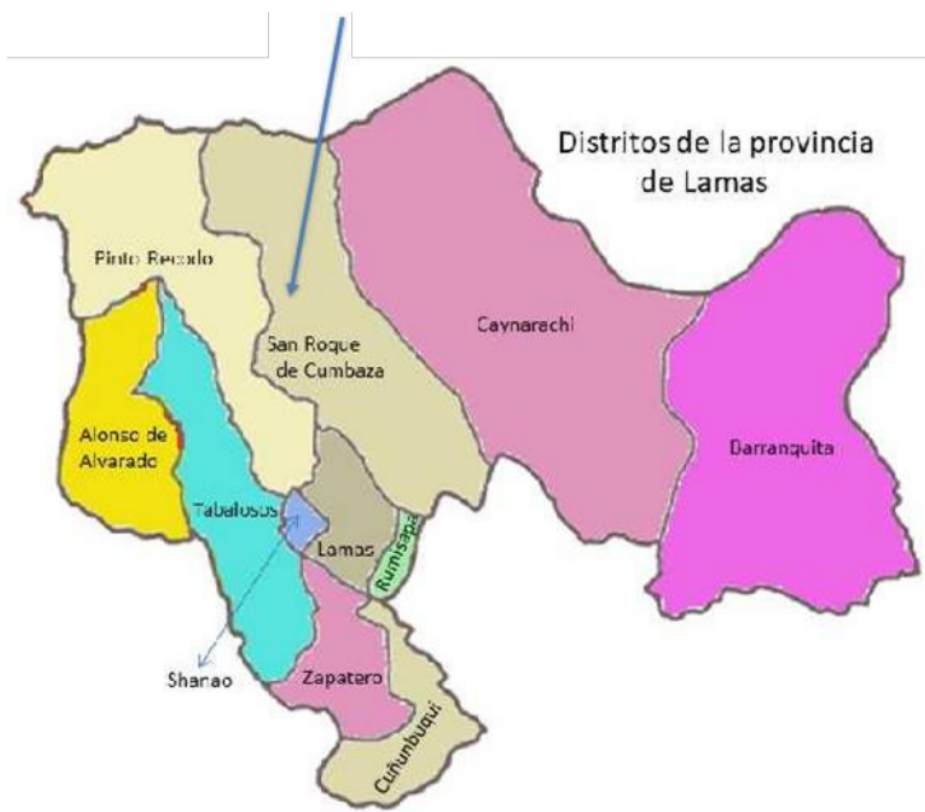 Distritos de la provincia
de Lamas
Pinto Recodo
San Roque
de Cumbaza
Caynarachi
Alonso de
Alvarado
Barranquita
Tabalosos
Lamas
Rumisapa
Shanao
Zapatero
Cuñunbuqui